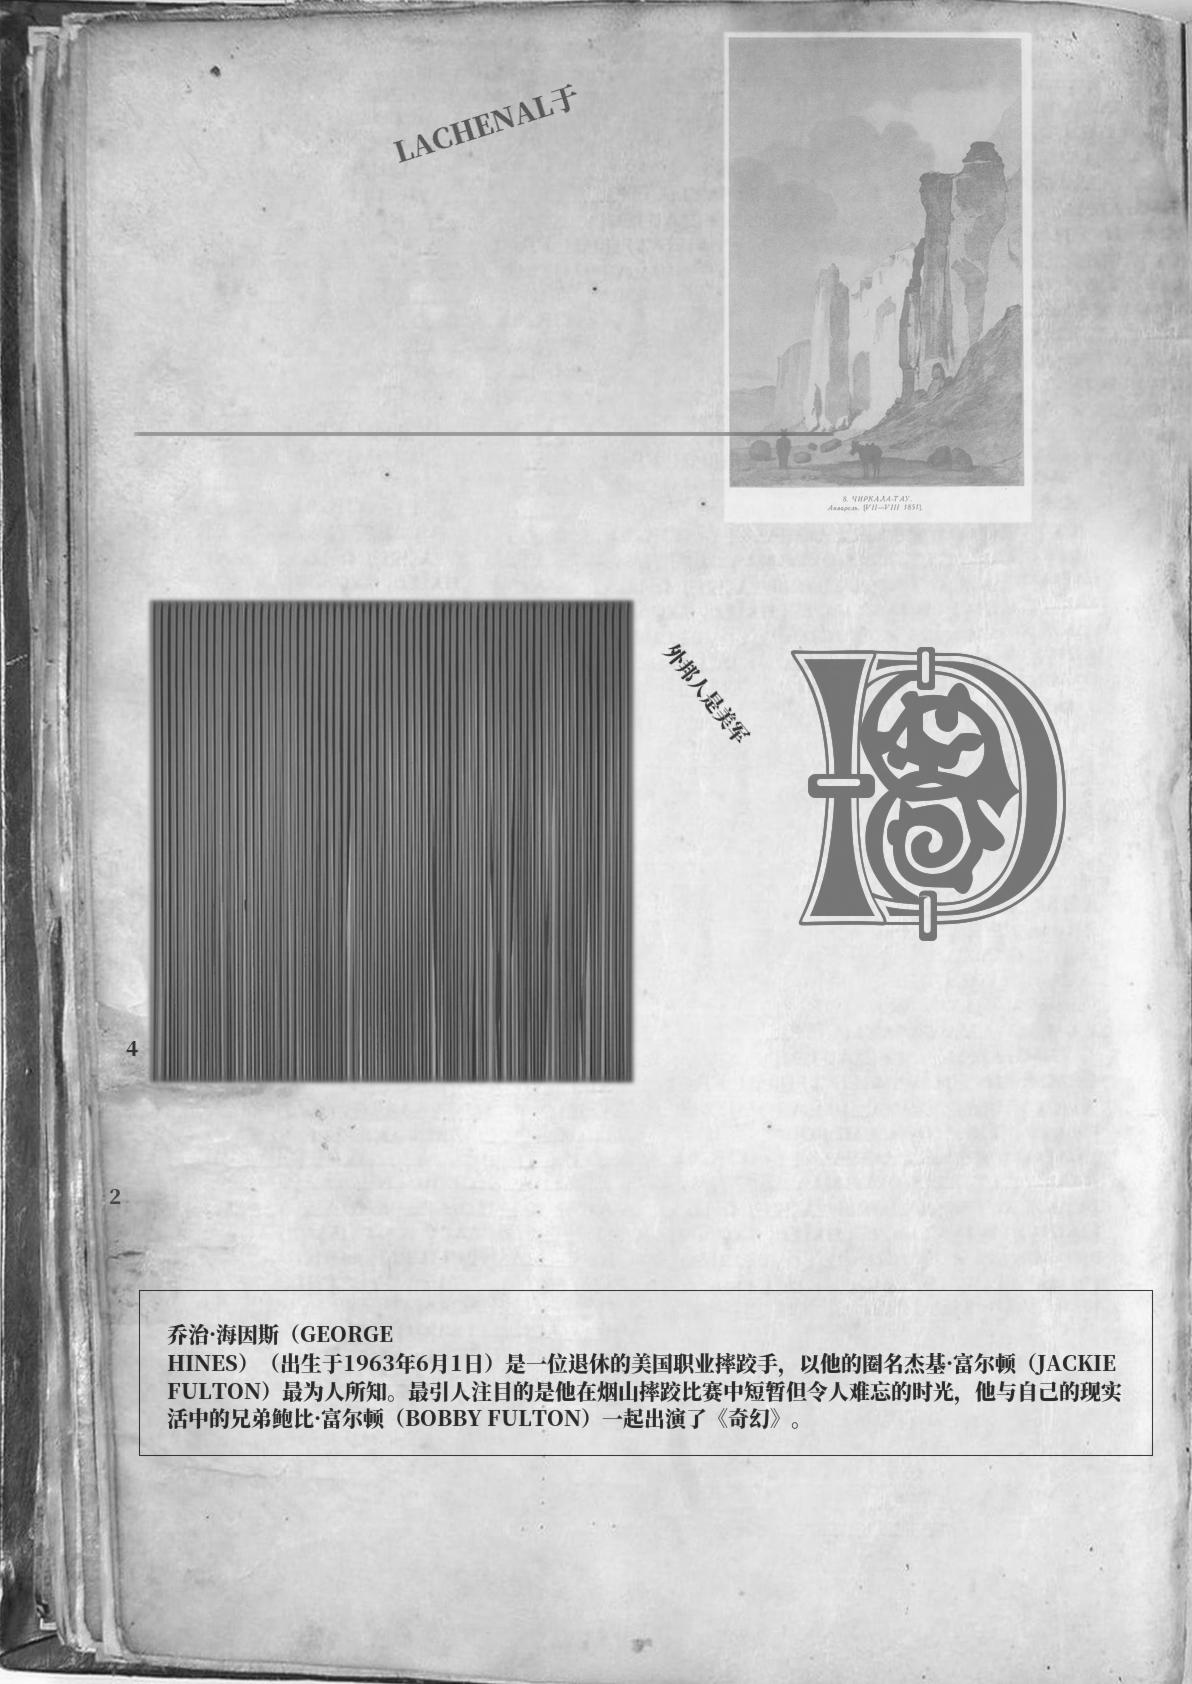 LACHENAL于
8. ЧИРКАЛА-ТАУ.
Акварель. [VII—VIII 1851].
外邦人是美军
4
2
乔治·海因斯（GEORGE
HINES）（出生于1963年6月1日）是一位退休的美国职业摔跤手，以他的圈名杰基·富尔顿（JACKIE
FULTON）最为人所知。最引人注目的是他在烟山摔跤比赛中短暂但令人难忘的时光，他与自己的现实
活中的兄弟鲍比·富尔顿（BOBBY FULTON）一起出演了《奇幻》。